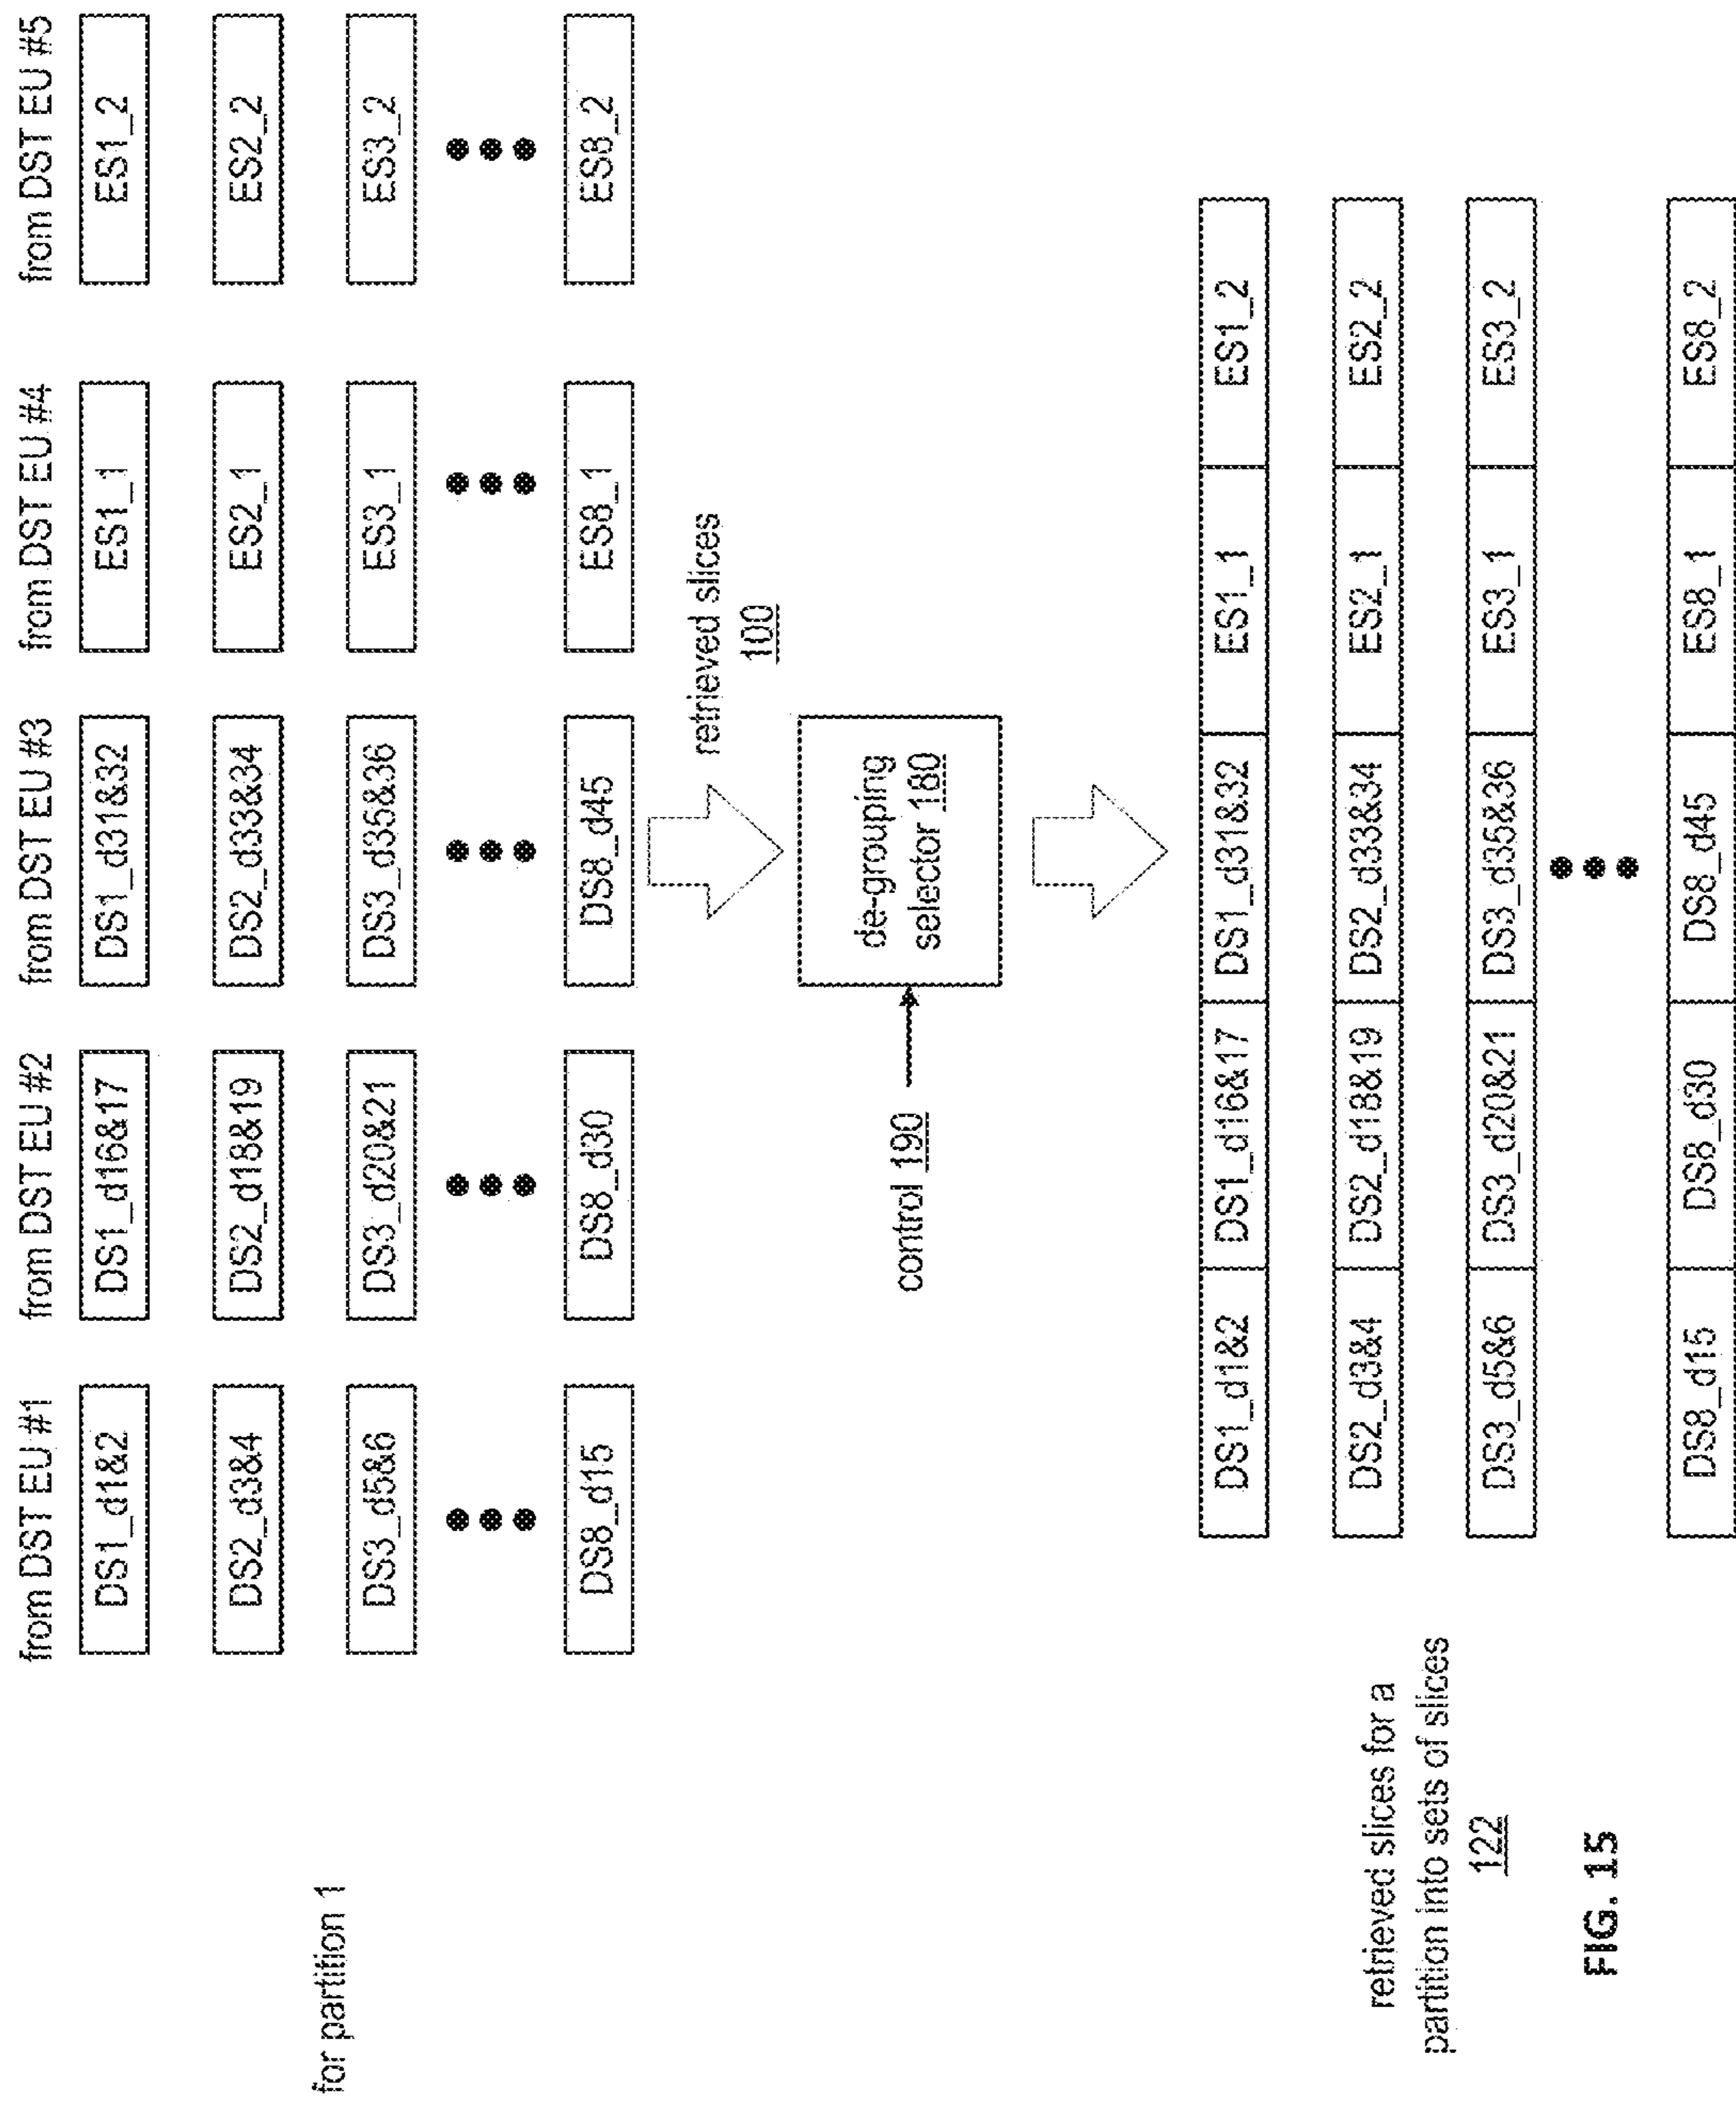 from DST EU #1
from DST EU #2
from DST EU #3
from DST EU #4
from DST EU #5
DS1_d1&2
DS1_d16&17
DS1_d31&32
ES1_1
ES1_2
DS2_d3&4
DS2_d18&19
DS2_d33&34
ES2_1
ES2_2
for partition 1
DS3_d5&6
DS3_d20&21
DS3_d35&36
ES3_1
ES3_2
DS8_d15
DS8_d30
DS8_d45
ES8_1
ES8_2
retrieved slices
100
control 190
de-grouping
selector 180
DS1_d1&2
DS1_d16&17
DS1_d31&32
ES1_1
ES1_2
retrieved slices for a
partition into sets of slices
122
DS2_d3&4
DS2_d18&19
DS2_d33&34
ES2_1
ES2_2
DS3_d5&6
DS3_d20&21
DS3_d35&36
ES3_1
ES3_2
DS8_d15
DS8_d30
DS8_d45
ES8_1
ES8_2
FIG. 15